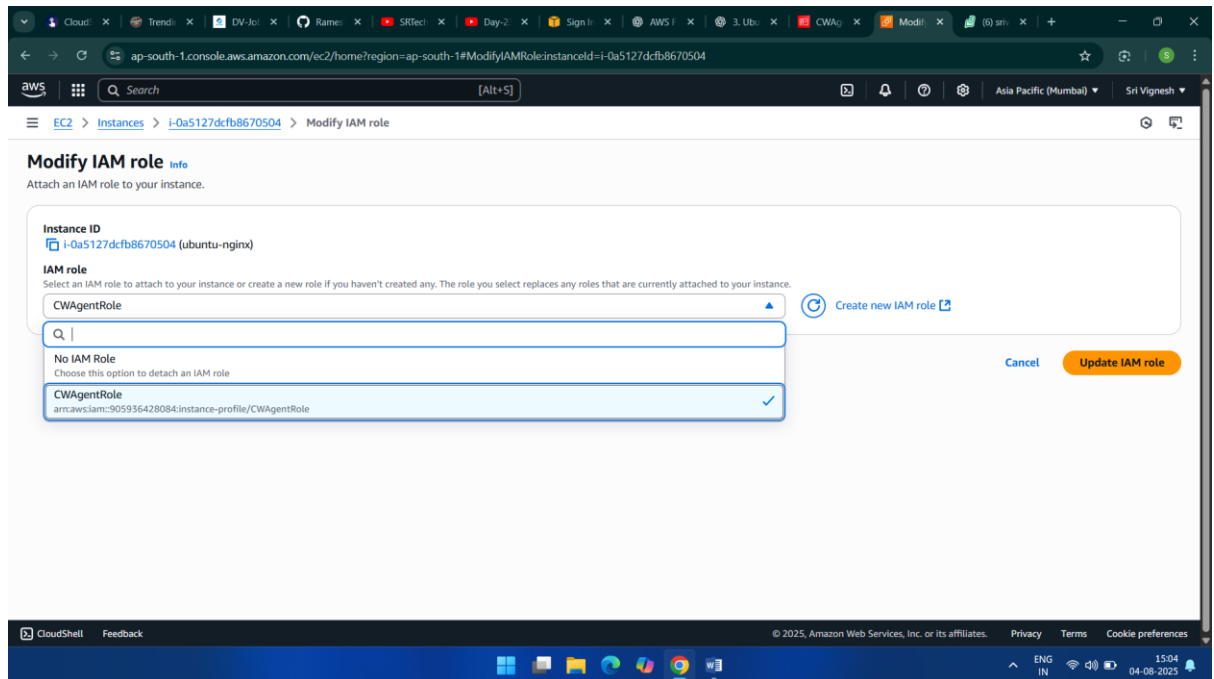 Cloud
Trendi
DV-Jo
Rames
SRTech
Day-2
Sign In
AWS F
3. Ubu
CWAg
Modify
(6) sriv
ap-south-1.console.aws.amazon.com/ec2/home?region=ap-south-1#ModifyIAMRole:instanceId=i-0a5127dcfb8670504
S
aws
Search
[Alt+S]
Asia Pacific (Mumbai)
Sri Vignesh
EC2 > Instances > i-0a5127dcfb8670504 > Modify IAM role
Modify IAM role Info
Attach an IAM role to your instance.
Instance ID
i-0a5127dcfb8670504 (ubuntu-nginx)
IAM role
Select an IAM role to attach to your instance or create a new role if you haven't created any. The role you select replaces any roles that are currently attached to your instance.
CWAgentRole
Create new IAM role
No IAM Role
Choose this option to detach an IAM role
CWAgentRole
arn:aws:iam::905936428084:instance-profile/CWAgentRole
Cancel
Update IAM role
CloudShell Feedback
© 2025, Amazon Web Services, Inc. or its affiliates. Privacy Terms Cookie preferences
ENG
IN
15:04
04-08-2025